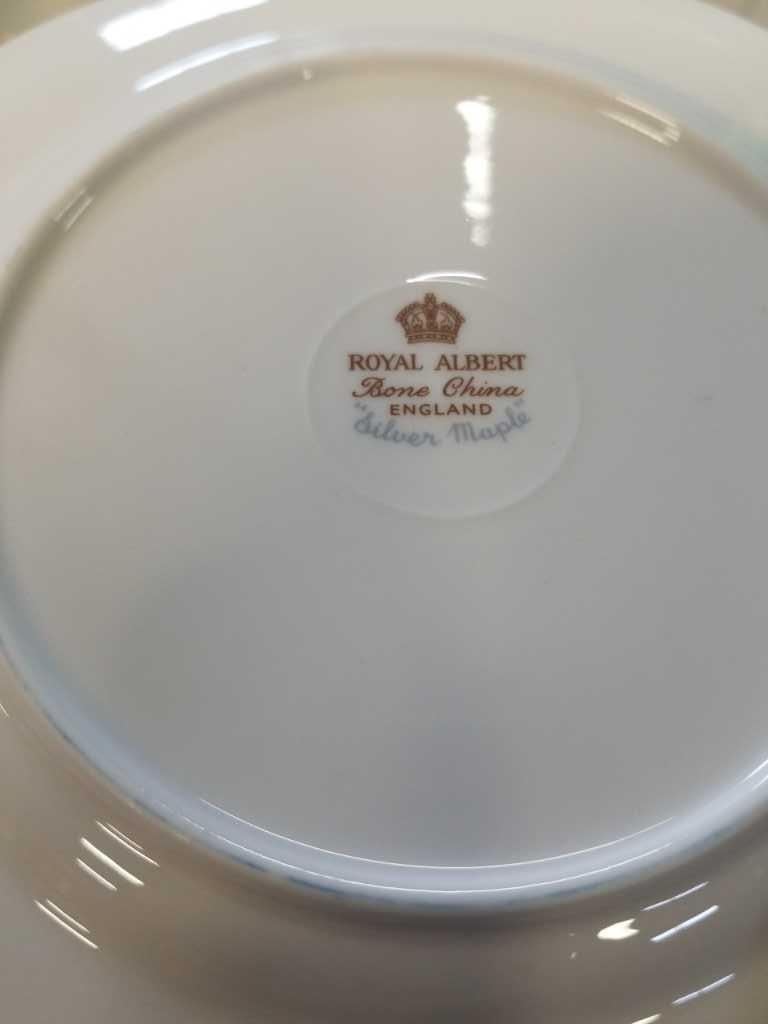 ROYAL ALBERT
Bone China
ENGLAND
"Silver Maple"